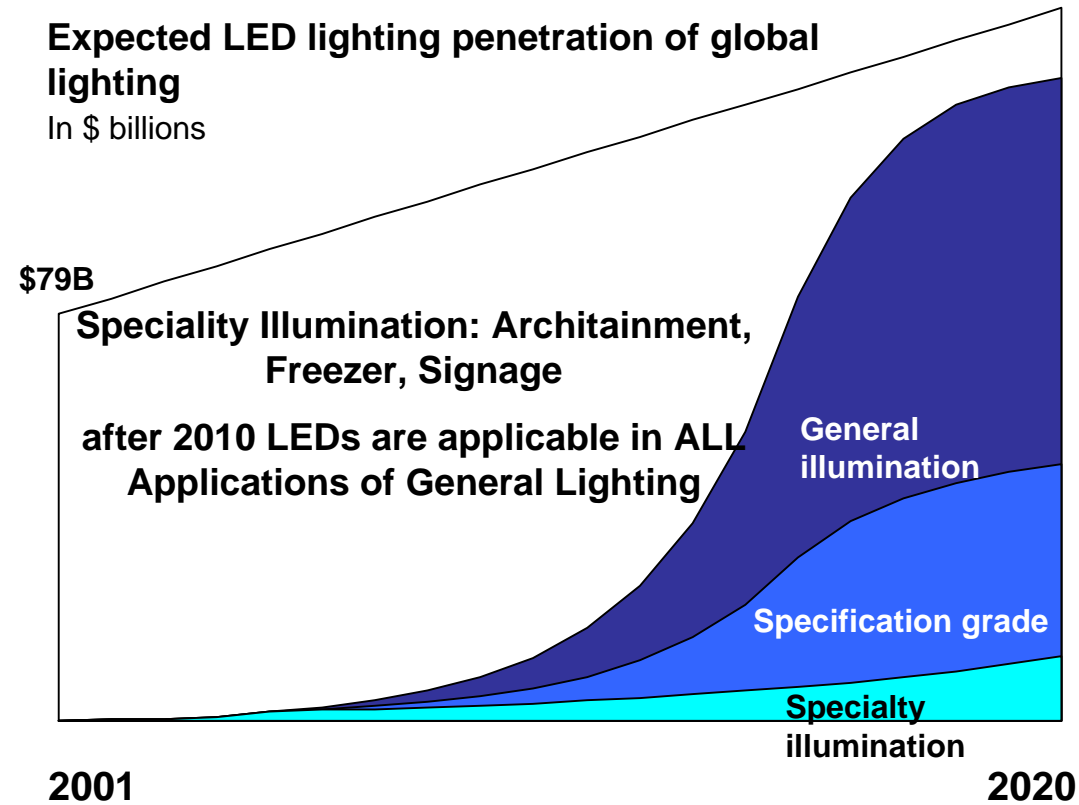 Expected LED lighting penetration of global
lighting
In $ billions
$79B
Speciality Illumination: Architainment,
Freezer, Signage
after 2010 LEDs are applicable in ALL
Applications of General Lighting
General
illumination
Specification grade
Specialty
illumination
2001
2020